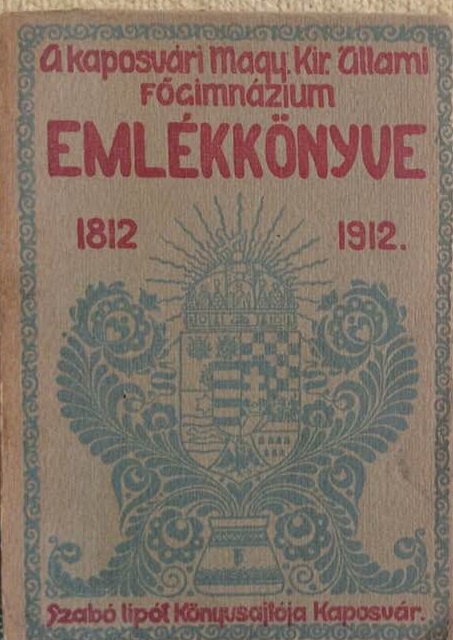 A kaposvári Magy. Kir. Állami
FŐGIMNÁZIUM
EMLÉKKÖNYVE
1812 1912.
Szabó Lipót Könyvsajtója Kaposvár.